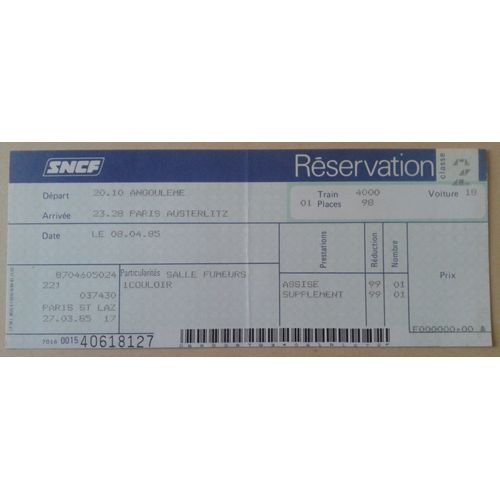 SNCF
Réservation
classe 2
Départ 20.10 ANGOULEME
Arrivée 23.28 PARIS AUSTERLITZ
Train 4000 Voiture 18
01 Places 98
Date LE 08.04.85
Prestations Réduction Nombre Prix
8704605024
221
037430
PARIS ST LAZ
27.03.85 17
Particularités SALLE FUMEURS
1COULOIR
ASSISE 99 01
SUPPLEMENT 99 01
F000000+00
7016 0015 40618127